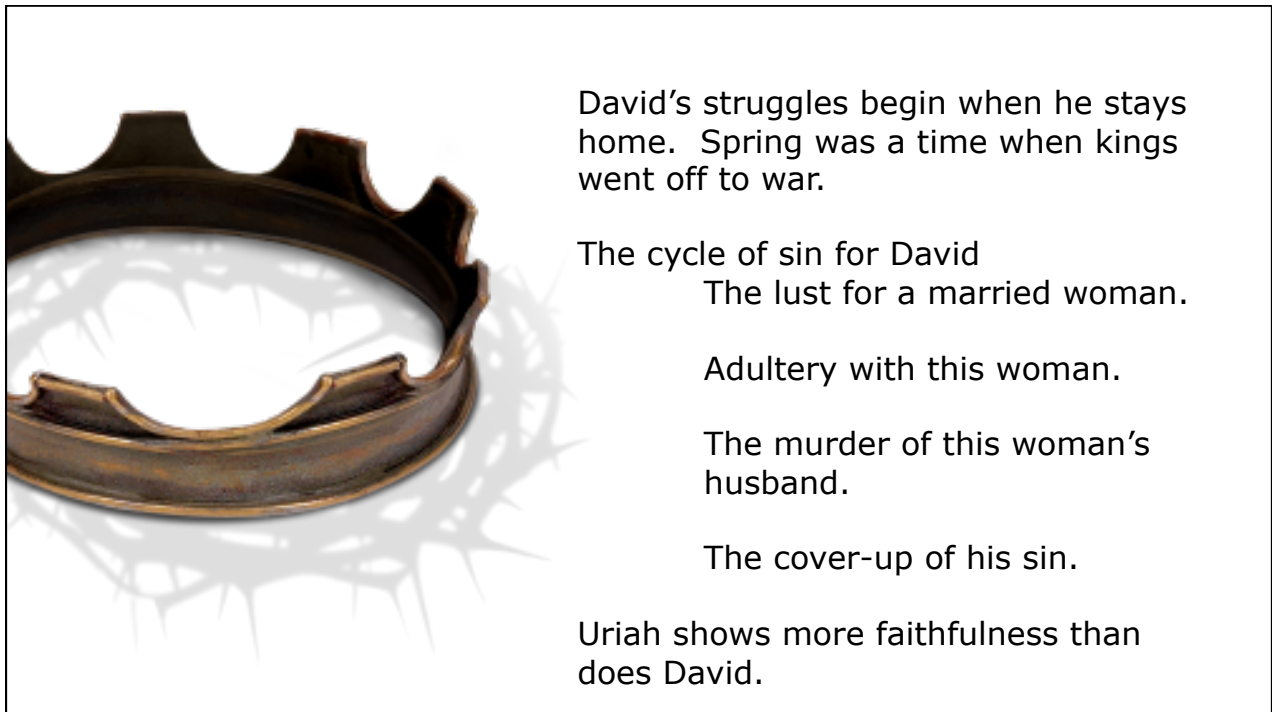 David’s struggles begin when he stays
home.  Spring was a time when kings
went off to war.
The cycle of sin for David
The lust for a married woman.
Adultery with this woman.
The murder of this woman’s
husband.
The cover-up of his sin.
Uriah shows more faithfulness than
does David.